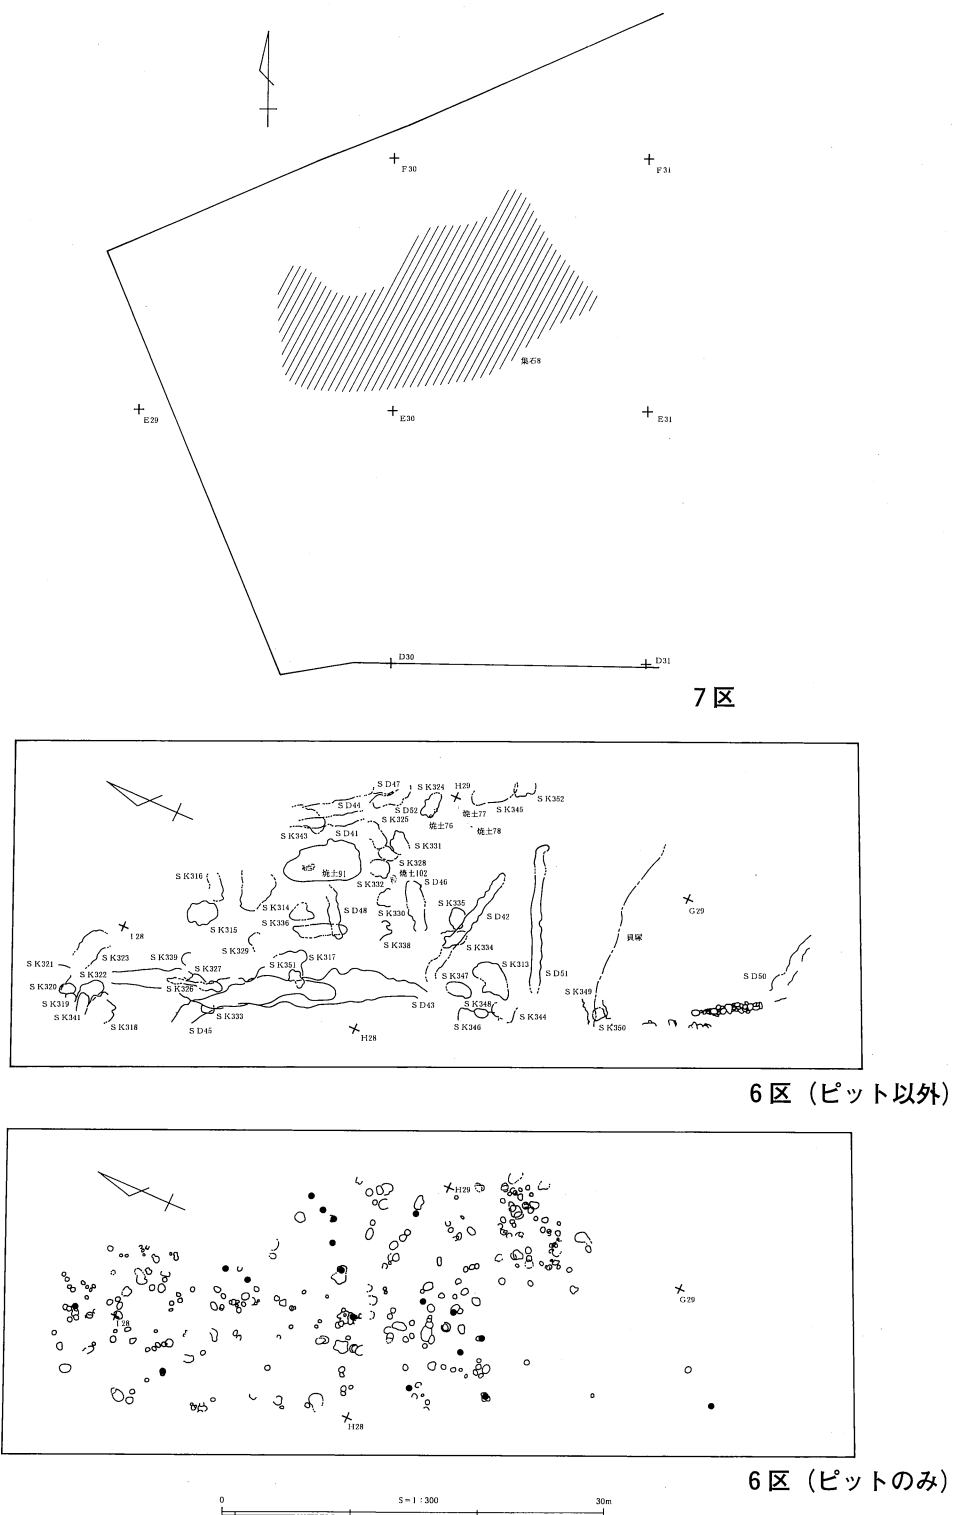 F30
F31
集石8
E29
E30
E31
D30
D31
7区
SD47
SK324
H29
SK352
SD44
SD52
焼土77
SK345
SK325
焼土76
焼土78
SK343
SD41
SK331
SK328
焼土91
焼土102
SK316
SK332
SD46
SK314
SD48
SK330
SK335
SD42
SK315
SK336
G29
I28
SK338
SK334
貝塚
SK329
SK323
SK339
SK317
SK321
SK327
SK351
SK313
SK322
SK347
SD51
SD50
SK320
SK326
SK349
SK319
SD43
SK348
SK341
SK333
SK344
SK318
SD45
SK346
SK350
H28
6区（ピット以外）
H29
G29
I28
H28
6区（ピットのみ）
0
S=1:300
30m